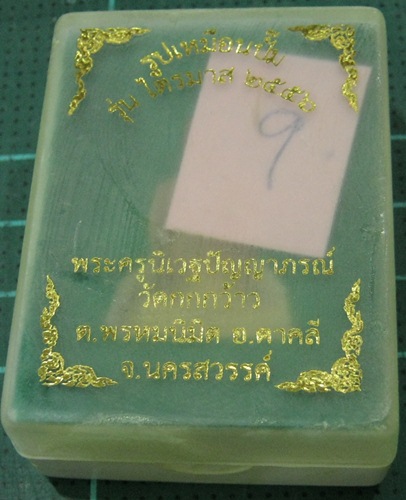 รูปเหมือนปั๊ม
รุ่น ไตรมาส ๒๕๕๖
๑
พระครูนิเวฐปัญญาภรณ์
วัดกกกว้าว
ต.พรหมนิมิต อ.ตาคลี
จ.นครสวรรค์